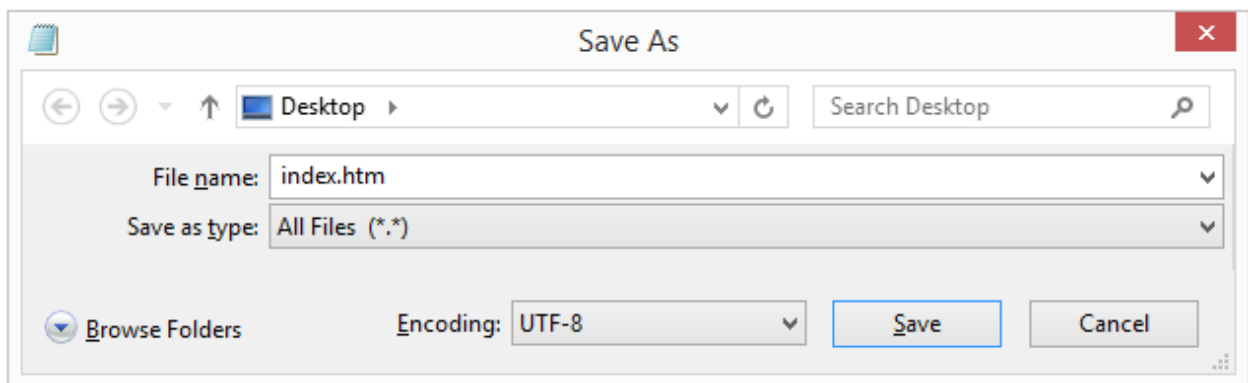 Save As
Desktop
Search Desktop
File name: index.htm
Save as type: All Files (*.*)
Browse Folders Encoding: UTF-8 Save Cancel